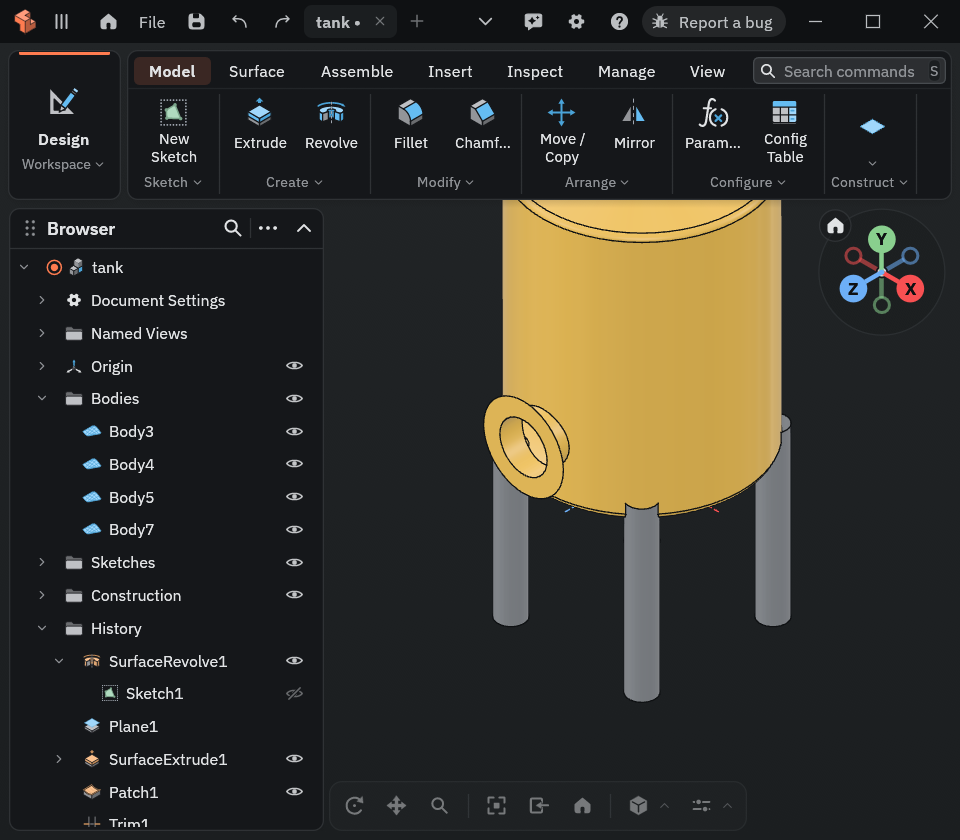 File
tank •
Report a bug
Design
Workspace
Model
Surface
Assemble
Insert
Inspect
Manage
View
Search commands
S
New
Sketch
Extrude
Revolve
Fillet
Chamf...
Move /
Copy
Mirror
Param...
Config
Table
Sketch
Create
Modify
Arrange
Configure
Construct
Browser
tank
Document Settings
Named Views
Origin
Bodies
Body3
Body4
Body5
Body7
Sketches
Construction
History
SurfaceRevolve1
Sketch1
Plane1
SurfaceExtrude1
Patch1
Trim1
Y
Z
X